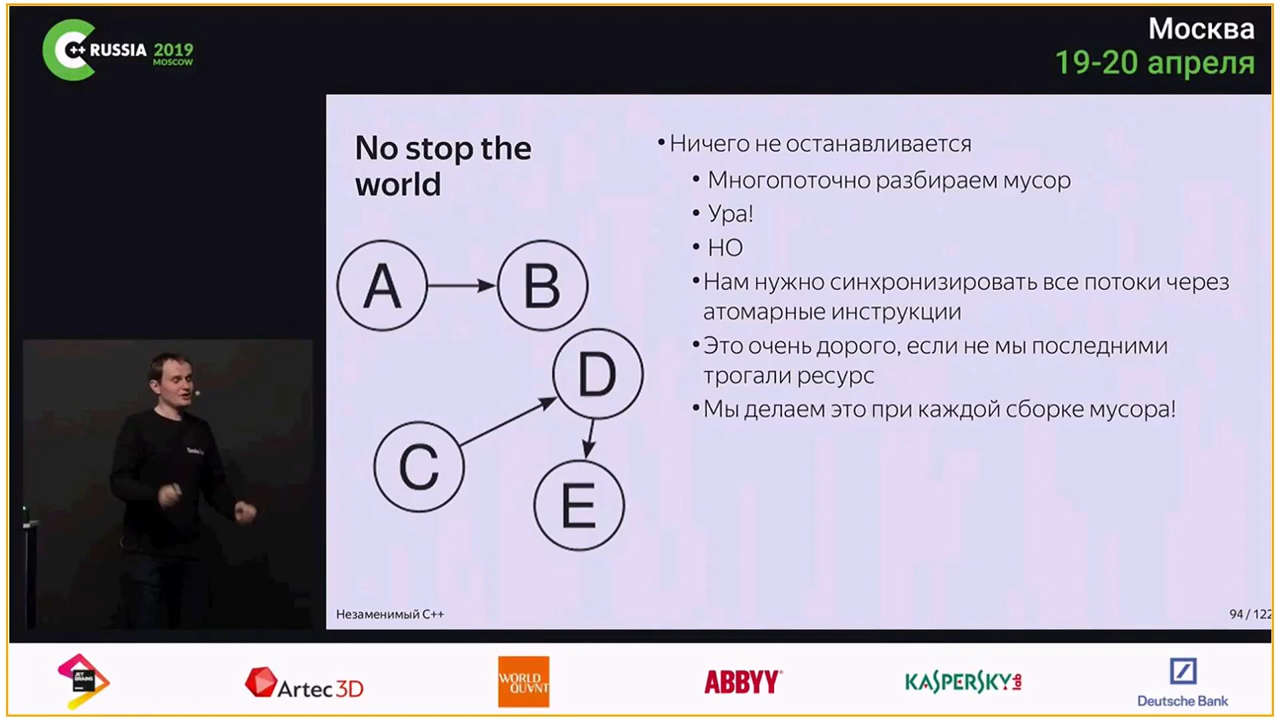 C++ RUSSIA 2019
MOSCOW
Москва
19-20 апреля
No stop the
world
A
B
D
C
E
• Ничего не останавливается
• Многопоточно разбираем мусор
• Ура!
• НО
• Нам нужно синхронизировать все потоки через
атомарные инструкции
• Это очень дорого, если не мы последними
трогали ресурс
• Мы делаем это при каждой сборке мусора!
Незаменимый C++
94 / 122
JET
BRAINS
Artec 3D
WORLD
QUANT
ABBYY
KASPERSKY lab
Deutsche Bank